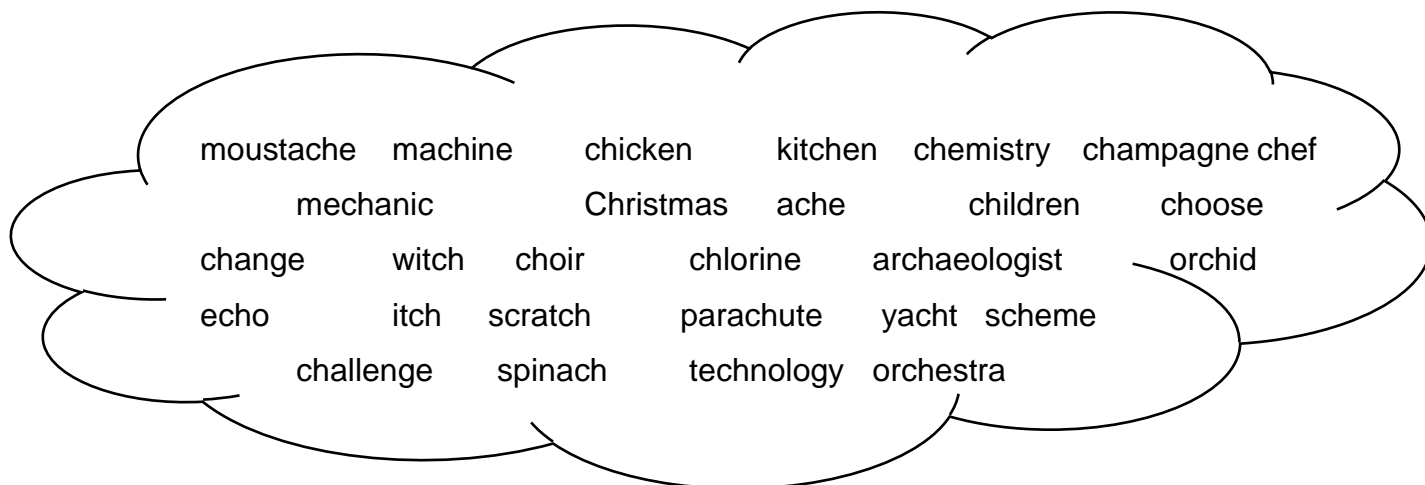 moustache machine chicken kitchen chemistry champagne chef
mechanic Christmas ache children choose
change witch choir chlorine archaeologist orchid
echo itch scratch parachute yacht scheme
challenge spinach technology orchestra